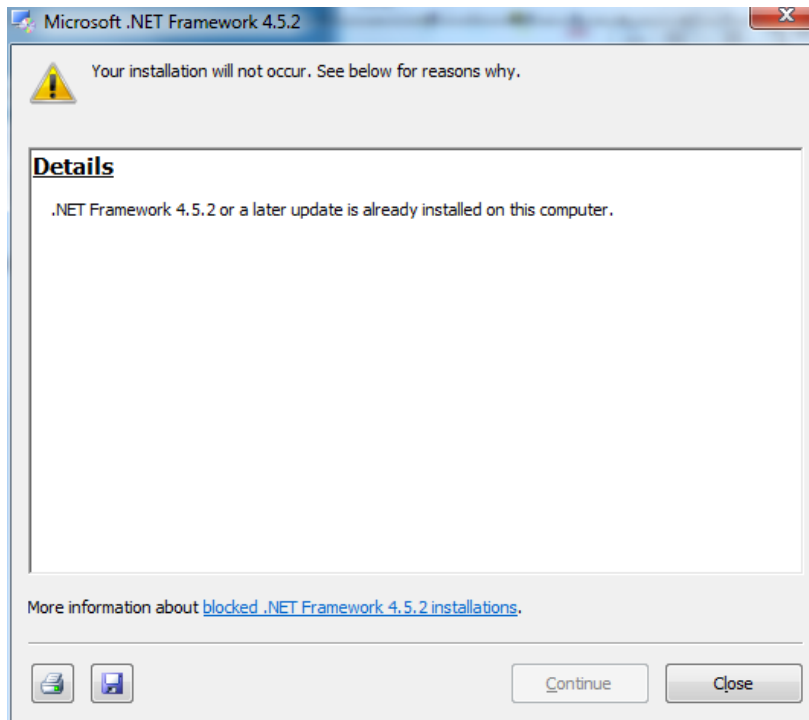 Microsoft .NET Framework 4.5.2
Your installation will not occur. See below for reasons why.
Details
.NET Framework 4.5.2 or a later update is already installed on this computer.
More information about blocked .NET Framework 4.5.2 installations.
Continue
Close